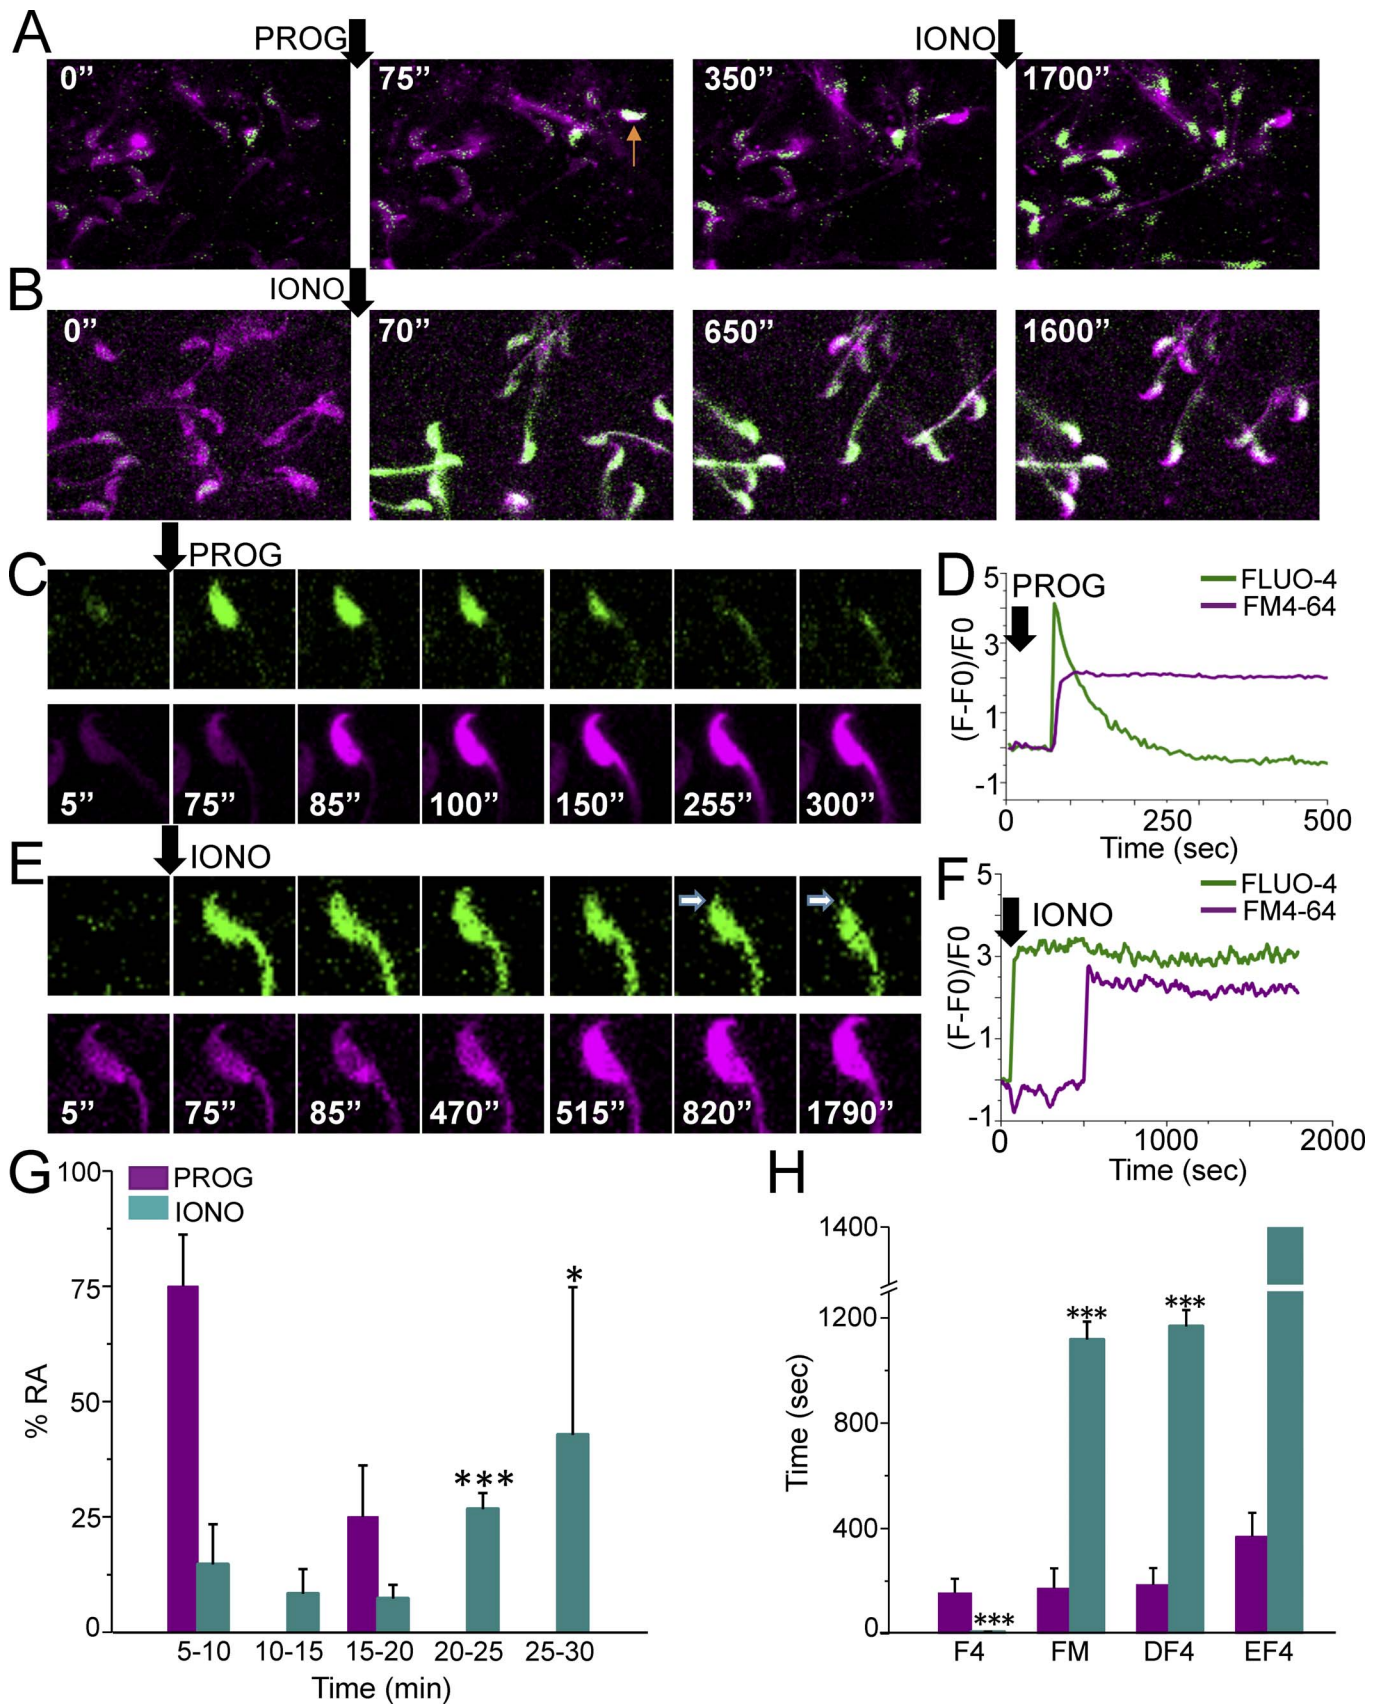 A
PROG
IONO
0”
75”
350”
1700”
B
IONO
0”
70”
650”
1600”
PROG
C
5”
75”
85”
100”
150”
255”
300”
D
PROG
FLUO-4
FM4-64
(F-F0)/F0
5
3
1
-1
0
250
500
Time (sec)
IONO
E
5”
75”
85”
470”
515”
820”
1790”
F
IONO
FLUO-4
FM4-64
(F-F0)/F0
5
3
1
-1
0
1000
2000
Time (sec)
G
PROG
IONO
% RA
100
75
50
25
0
***
*
5-10
10-15
15-20
20-25
25-30
Time (min)
H
Time (sec)
1400
1200
800
400
0
***
***
***
F4
FM
DF4
EF4